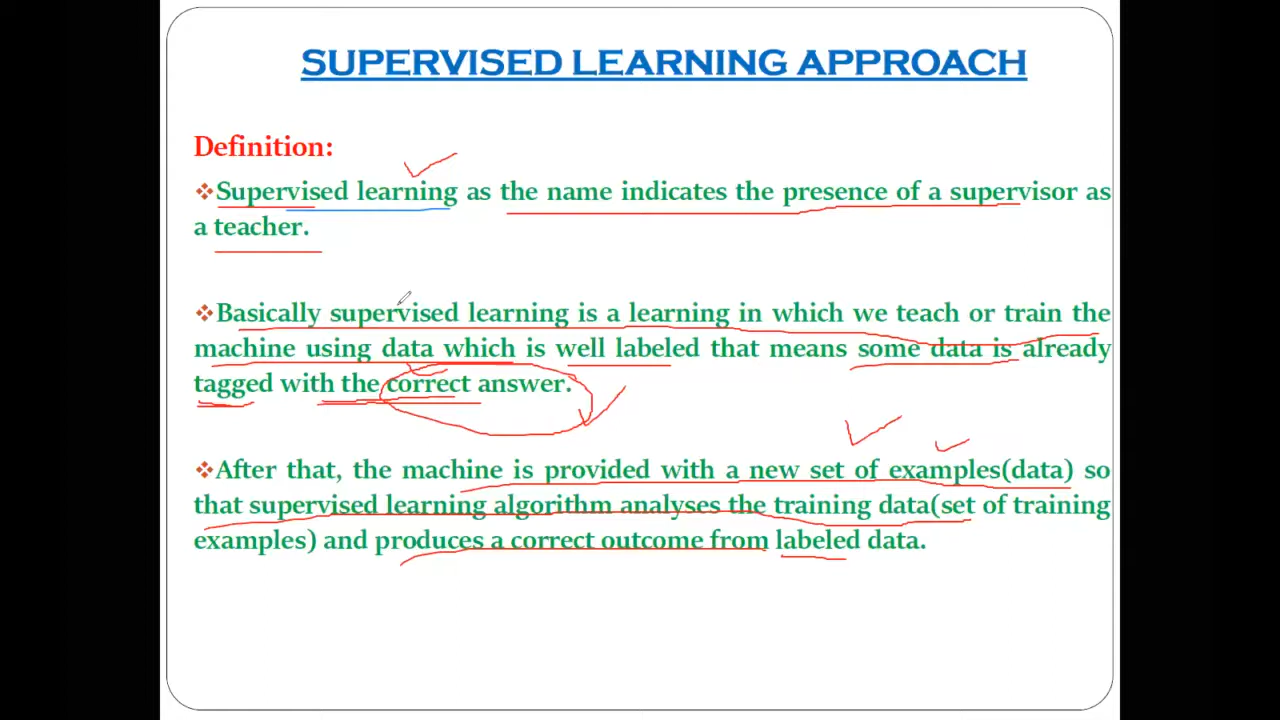 SUPERVISED LEARNING APPROACH
Definition:
❖Supervised learning as the name indicates the presence of a supervisor as
a teacher.
❖Basically supervised learning is a learning in which we teach or train the
machine using data which is well labeled that means some data is already
tagged with the correct answer.
❖After that, the machine is provided with a new set of examples(data) so
that supervised learning algorithm analyses the training data(set of training
examples) and produces a correct outcome from labeled data.